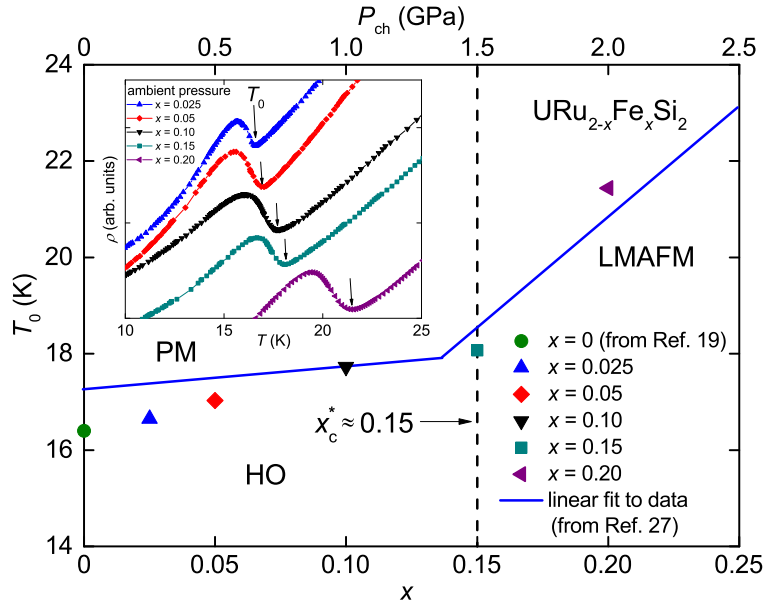 P_ch (GPa)
0 0.5 1.0 1.5 2.0 2.5
24
22
20
18
16
14
T_0 (K)
ambient pressure
x = 0.025
x = 0.05
x = 0.10
x = 0.15
x = 0.20
T_0
ρ (arb. units)
10 15 20 25
T (K)
URu_{2-x}Fe_xSi_2
LMAFM
PM
HO
x_c^* ≈ 0.15
x = 0 (from Ref. 19)
x = 0.025
x = 0.05
x = 0.10
x = 0.15
x = 0.20
linear fit to data
(from Ref. 27)
0 0.05 0.10 0.15 0.20 0.25
x